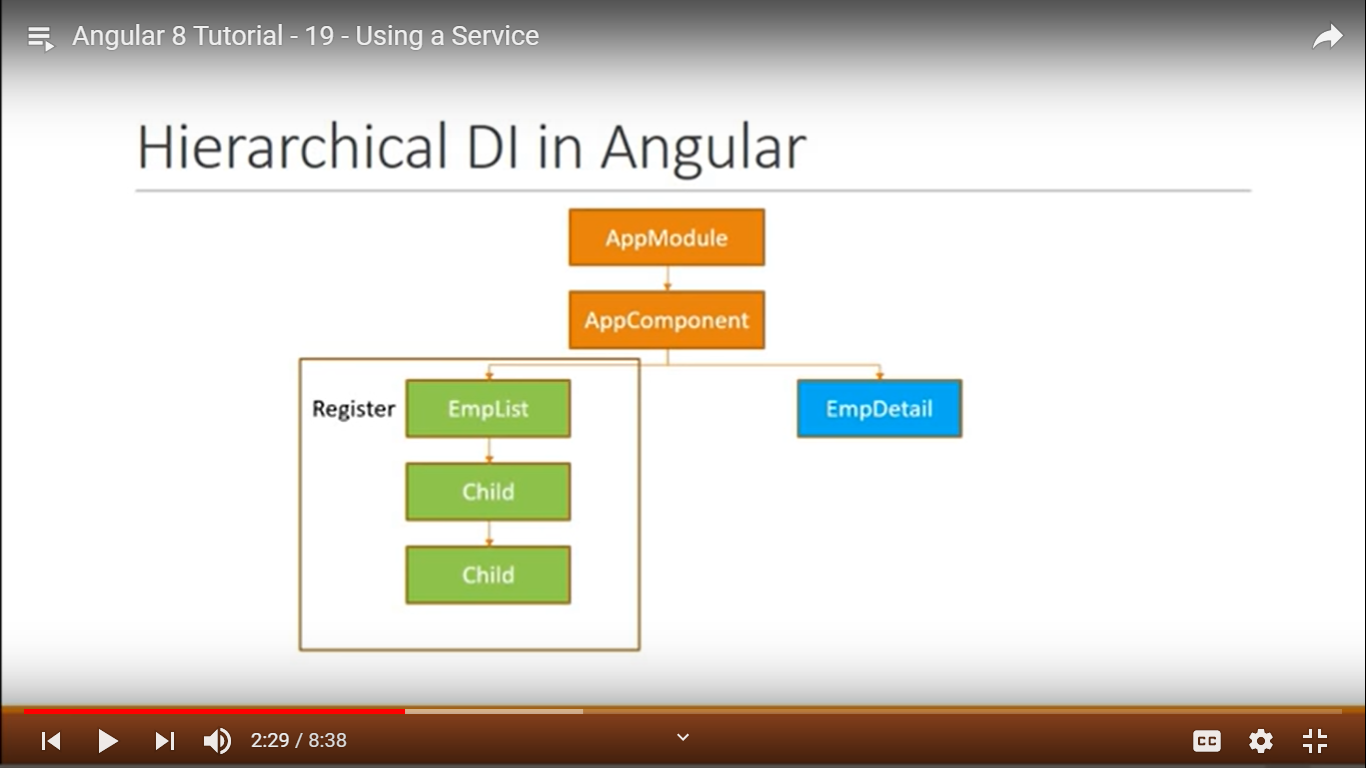 Angular 8 Tutorial - 19 - Using a Service
Hierarchical DI in Angular
AppModule
AppComponent
Register
EmpList
EmpDetail
Child
Child
2:29 / 8:38
CC